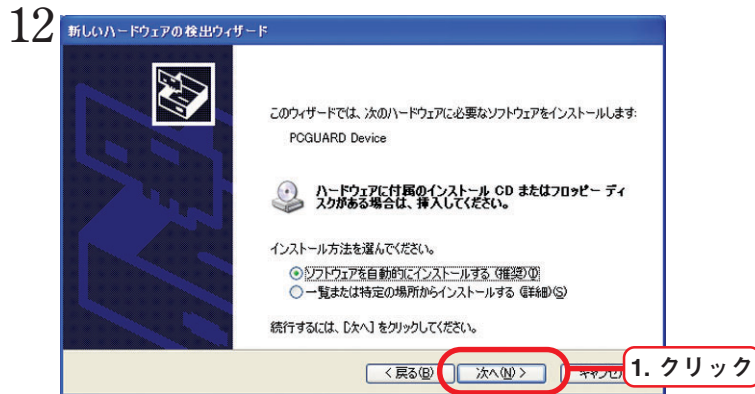 12
新しいハードウェアの検出ウィザード
このウィザードでは、次のハードウェアに必要なソフトウェアをインストールします:
PCGUARD Device
ハードウェアに付属のインストール CD またはフロッピー ディ
スクがある場合は、挿入してください。
インストール方法を選んでください。
ソフトウェアを自動的にインストールする (推奨)(I)
一覧または特定の場所からインストールする (詳細)(S)
続行するには、[次へ] をクリックしてください。
< 戻る(B) 次へ(N) >
1. クリック